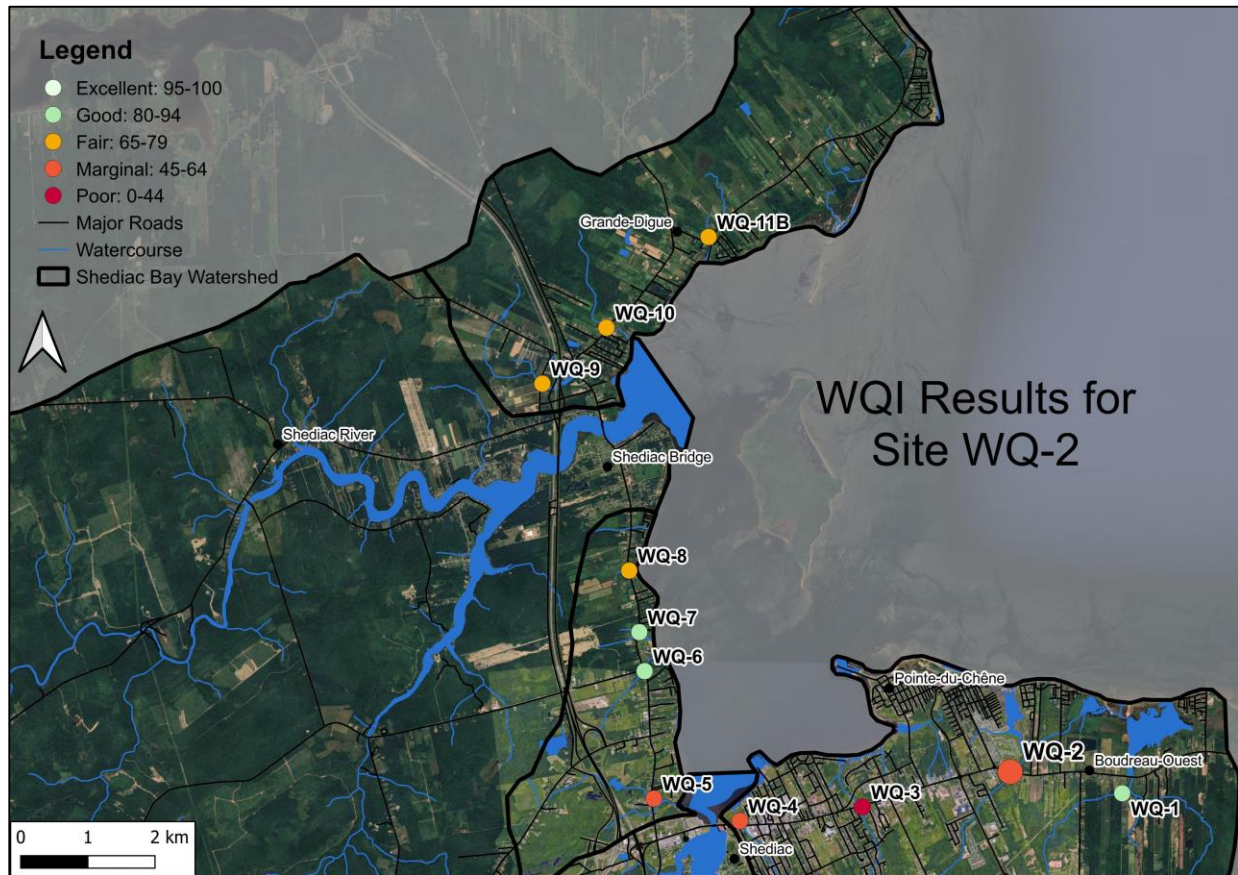 Legend
Excellent: 95-100
Good: 80-94
Fair: 65-79
Marginal: 45-64
Poor: 0-44
Major Roads
Watercourse
Shediac Bay Watershed
Grande-Digue
WQ-11B
WQ-10
WQ-9
WQI Results for
Site WQ-2
Shediac River
Shediac Bridge
WQ-8
WQ-7
WQ-6
Pointe-du-Chêne
WQ-2
Boudreau-Ouest
WQ-5
WQ-3
WQ-1
WQ-4
Shediac
0 1 2 km